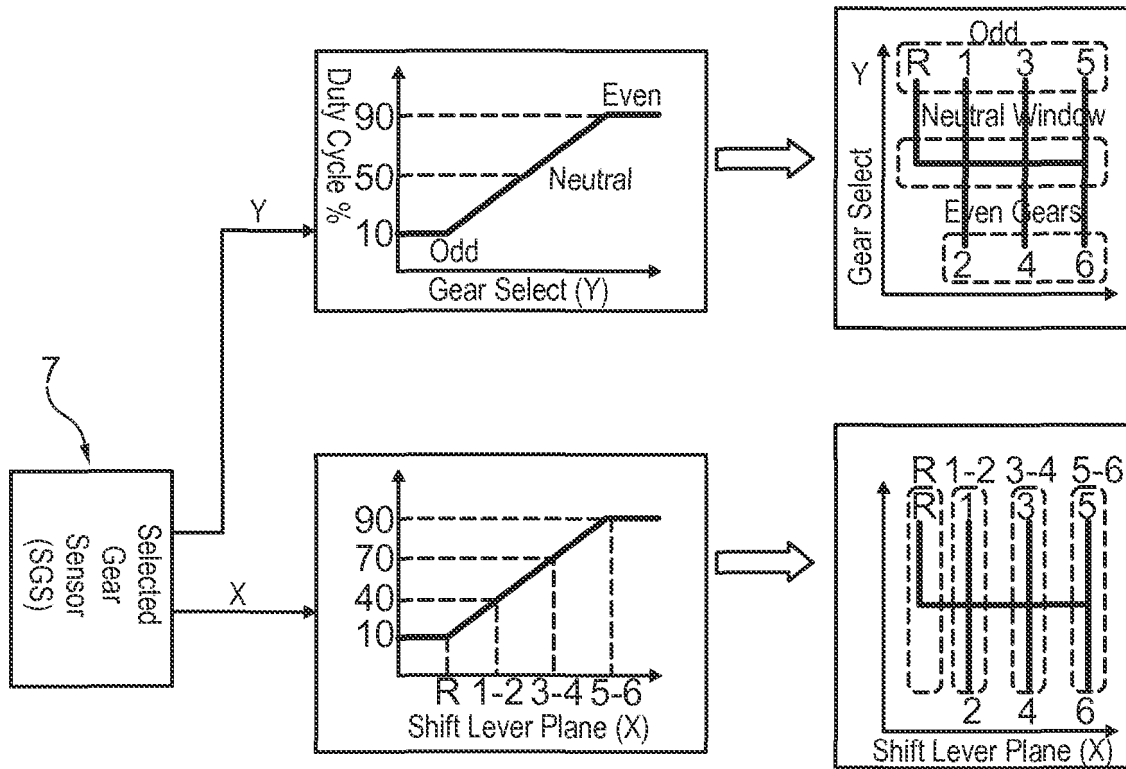 7
Selected
Gear
Sensor
(SGS)
Y
X
Duty Cycle %
90
50
10
Even
Neutral
Odd
Gear Select (Y)
Odd
Y
R 1 3 5
Neutral Window
Even Gears
2 4 6
Gear Select
90
70
40
10
R 1-2 3-4 5-6
Shift Lever Plane (X)
R 1-2 3-4 5-6
R 1 3 5
2 4 6
Shift Lever Plane (X)